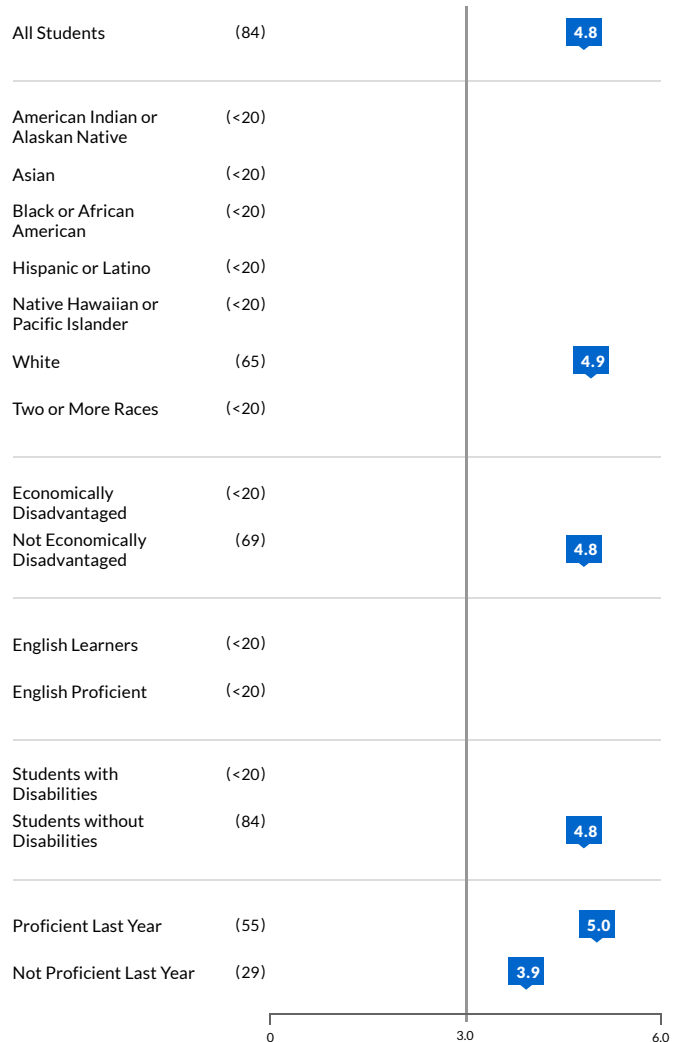 All Students (84) 4.8
American Indian or (<20)
Alaskan Native
Asian (<20)
Black or African (<20)
American
Hispanic or Latino (<20)
Native Hawaiian or (<20)
Pacific Islander
White (65) 4.9
Two or More Races (<20)
Economically (<20)
Disadvantaged
Not Economically (69) 4.8
Disadvantaged
English Learners (<20)
English Proficient (<20)
Students with (<20)
Disabilities
Students without (84) 4.8
Disabilities
Proficient Last Year (55) 5.0
Not Proficient Last Year (29) 3.9
0 3.0 6.0